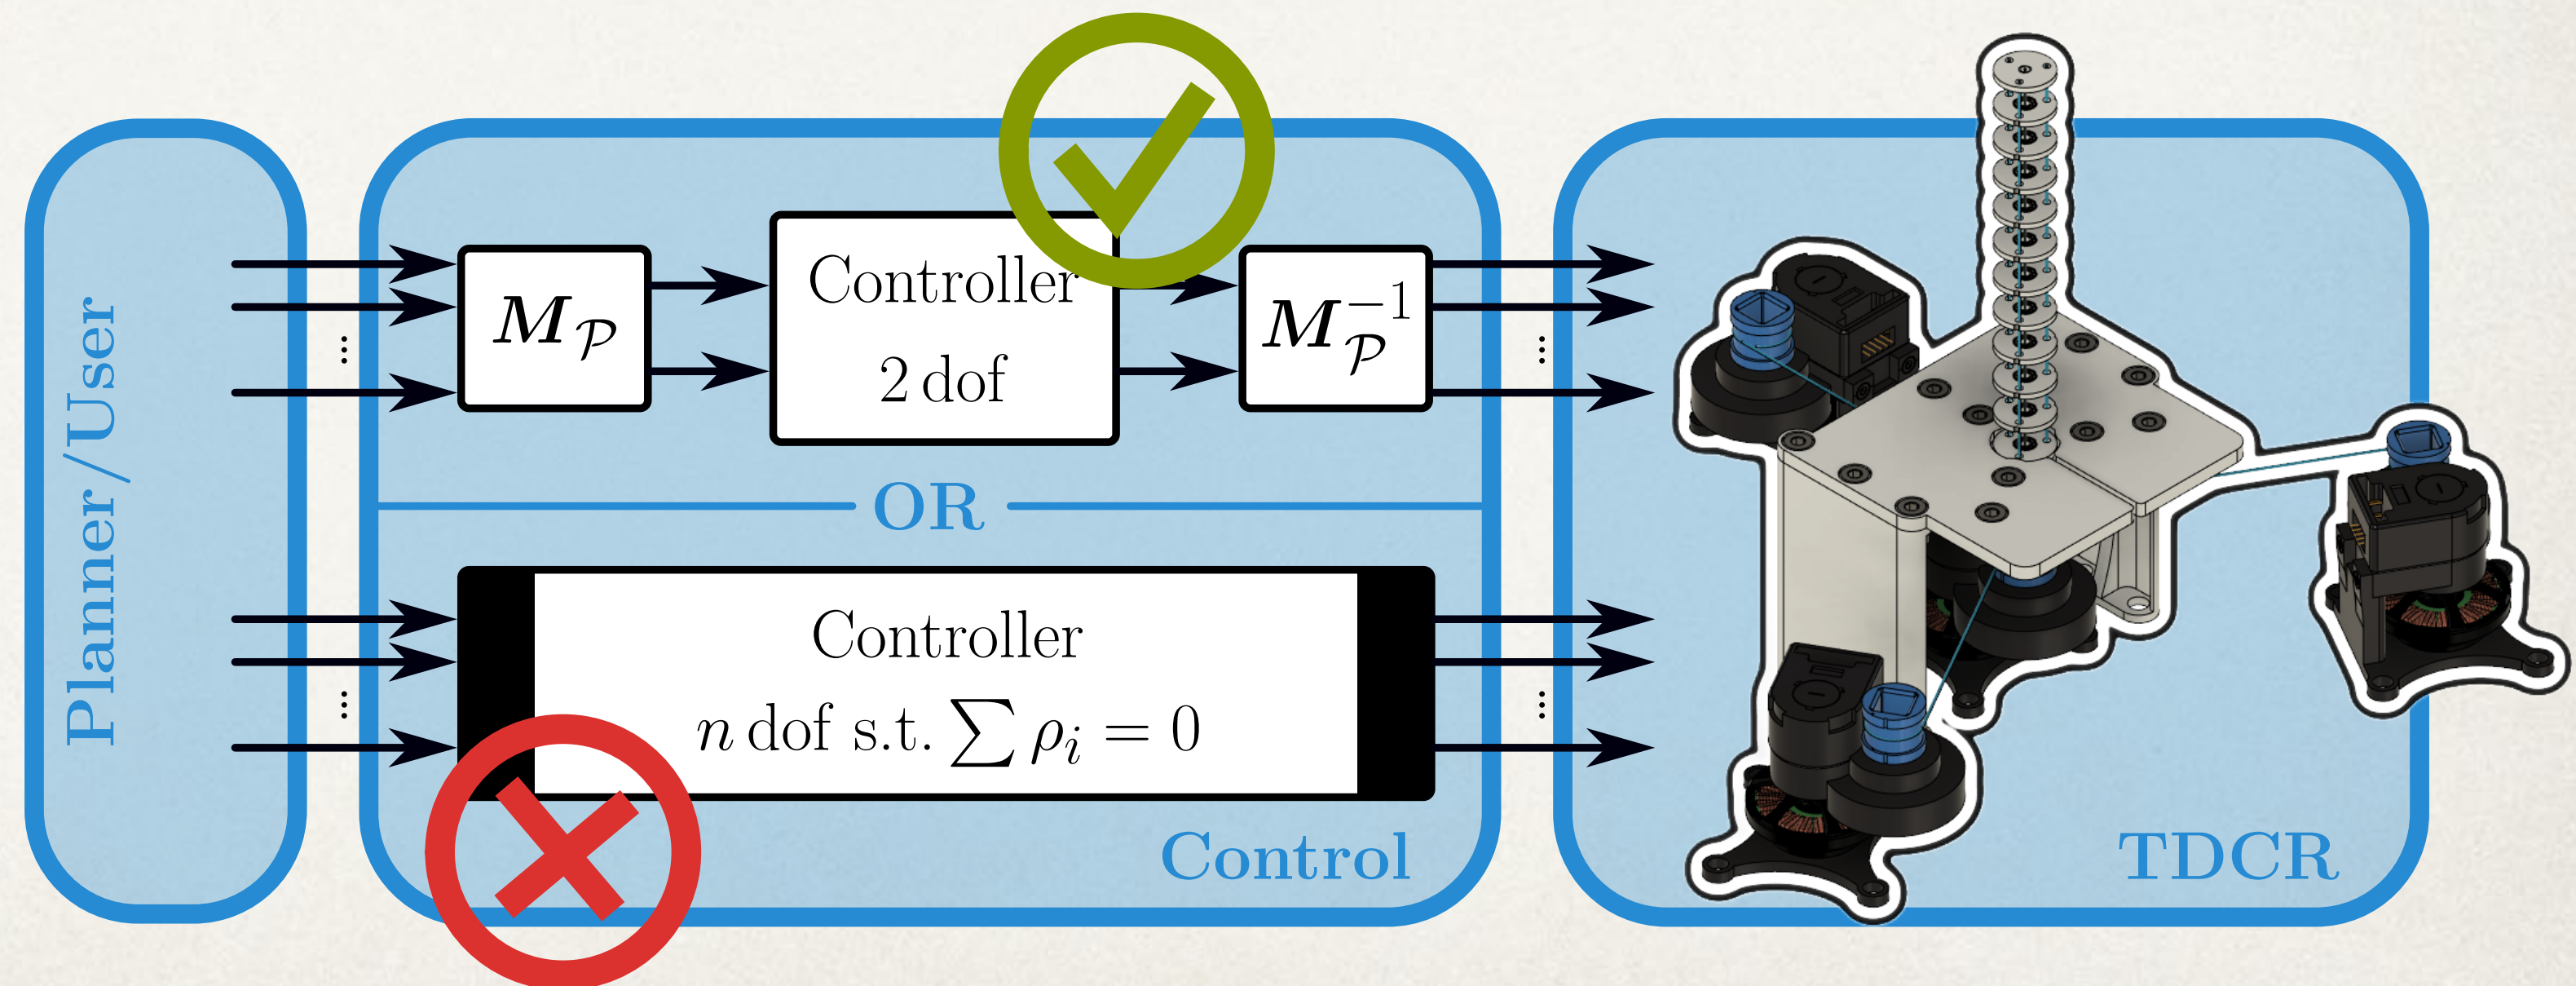 Planner/User
⋮
M_𝒫
Controller
2 dof
M_𝒫^{-1}
⋮
OR
⋮
Controller
n dof s.t. ∑ ρ_i = 0
⋮
Control
TDCR